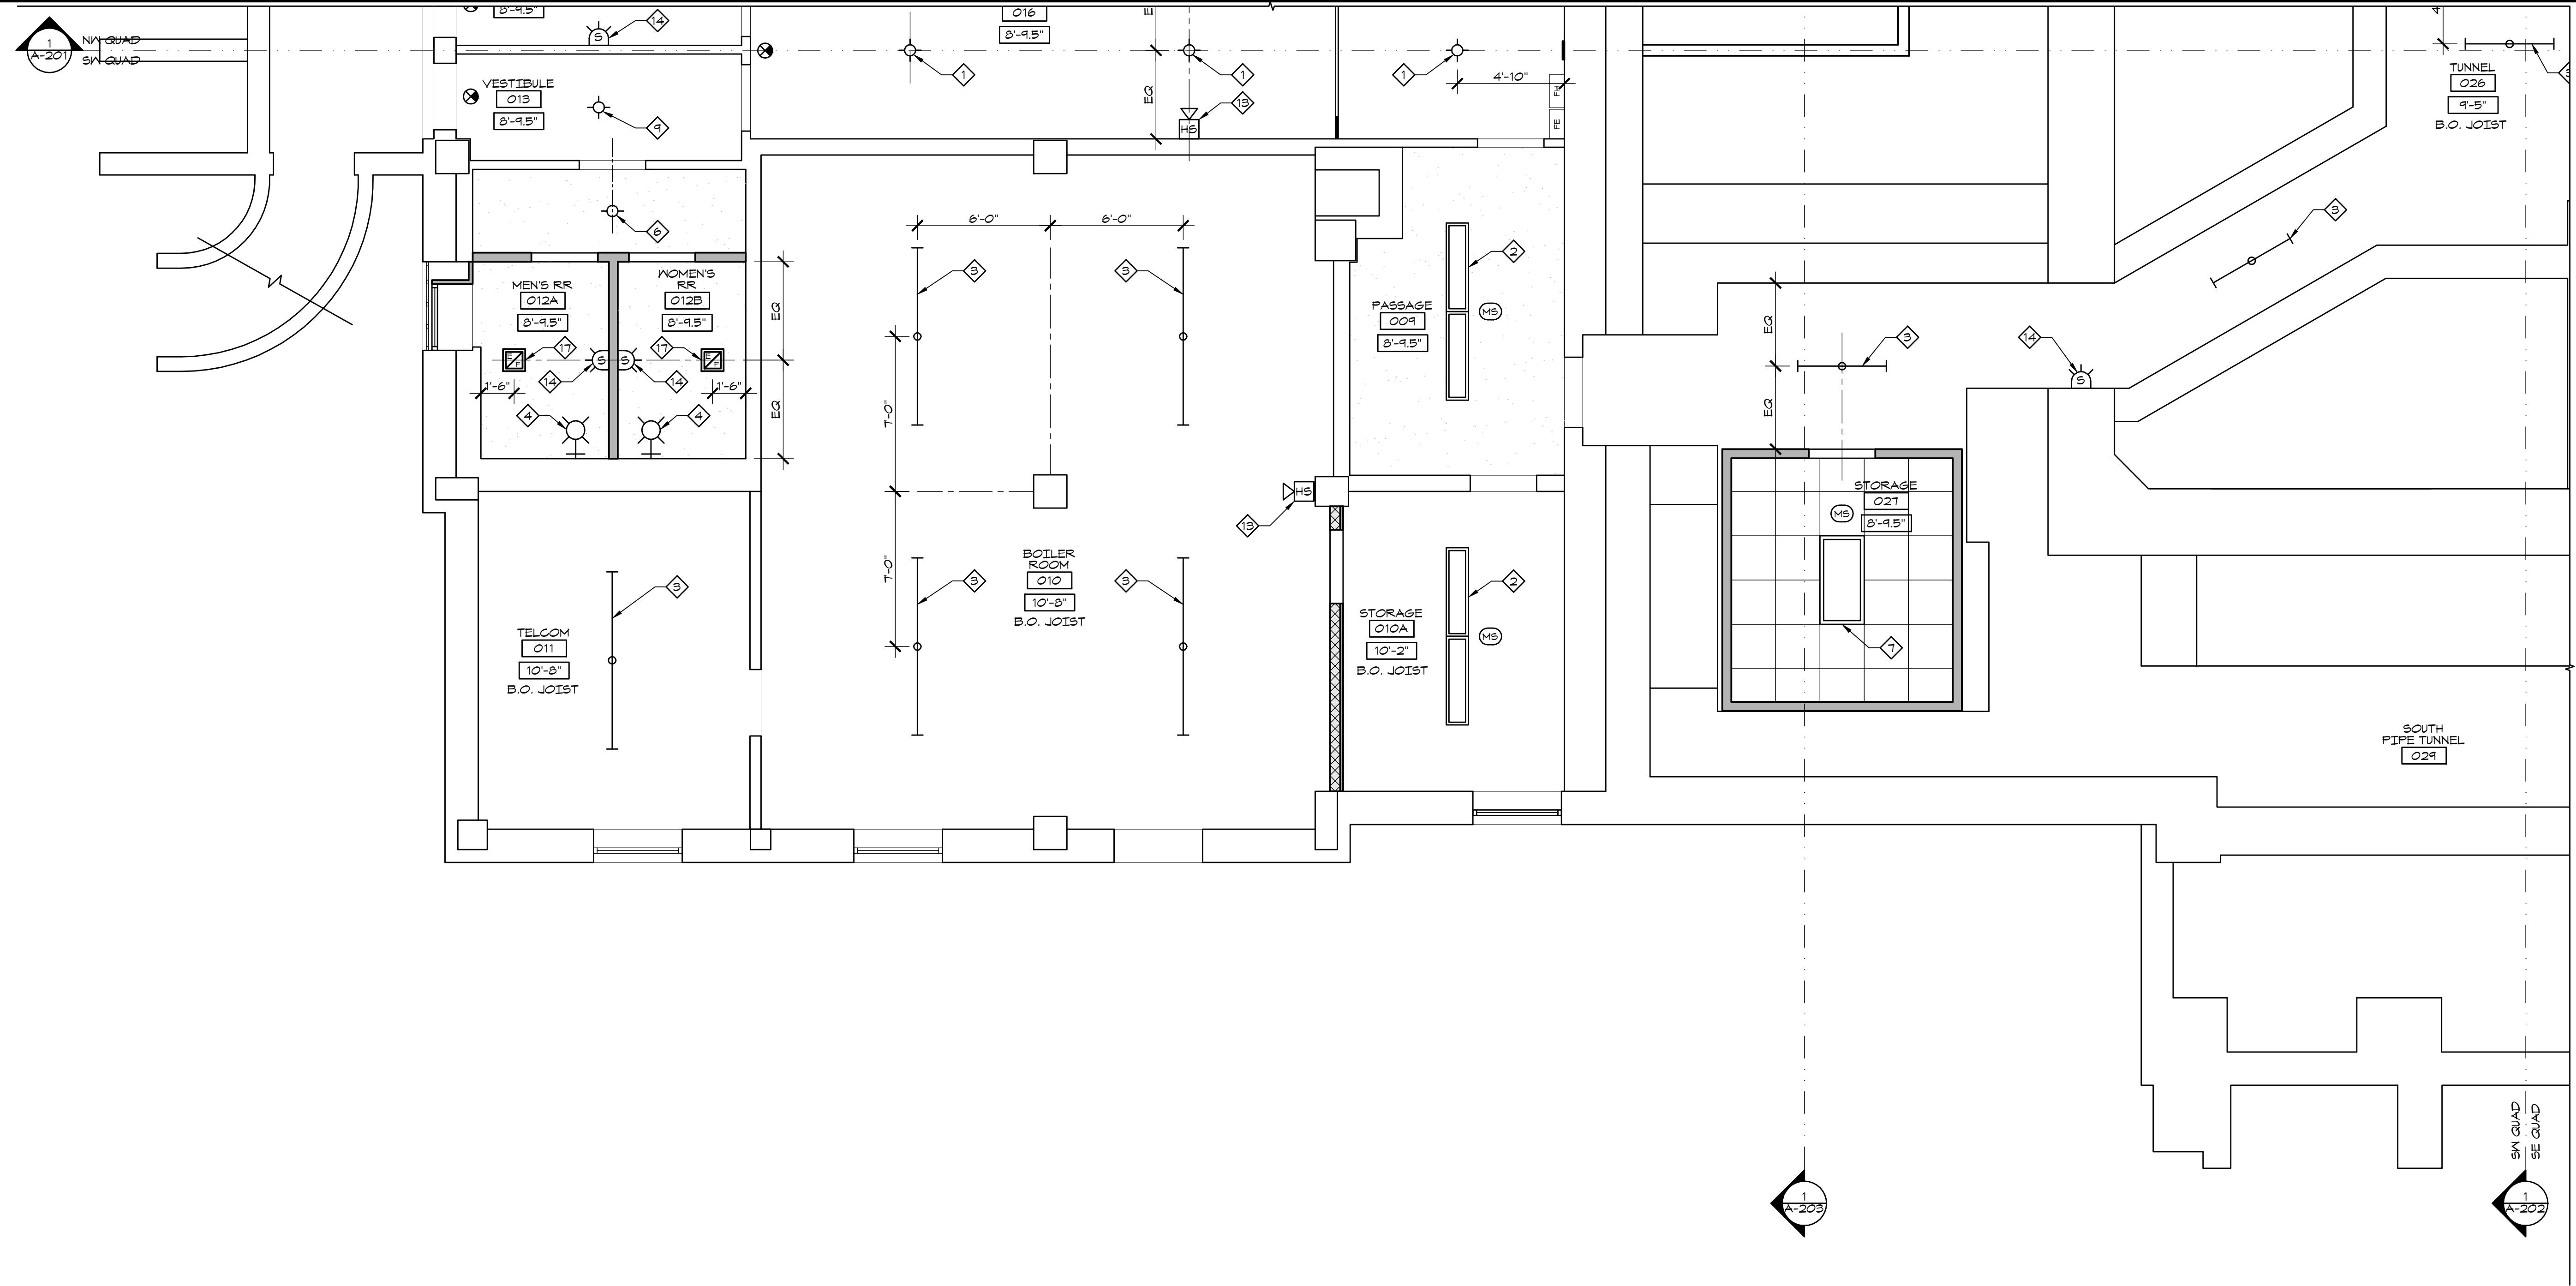 1
A-201
NW QUAD
SW QUAD
8'-9.5"
S
14
016
8'-9.5"
1
1
1
4'-10"
EQ
13
HS
FE
VESTIBULE
013
8'-9.5"
9
6
TUNNEL
026
9'-5"
B.O. JOIST
3
6'-0"
6'-0"
MEN'S RR
012A
8'-9.5"
WOMEN'S
RR
012B
8'-9.5"
17
17
S
S
14
14
1'-6"
1'-6"
4
4
EQ
EQ
3
3
7'-0"
7'-0"
2
PASSAGE
009
8'-9.5"
MS
EQ
EQ
3
14
S
HS
13
BOILER
ROOM
010
10'-8"
B.O. JOIST
3
3
TELCOM
011
10'-8"
B.O. JOIST
3
STORAGE
010A
10'-2"
B.O. JOIST
2
MS
STORAGE
027
8'-9.5"
MS
7
SOUTH
PIPE TUNNEL
029
SW QUAD
SE QUAD
1
A-203
1
A-202